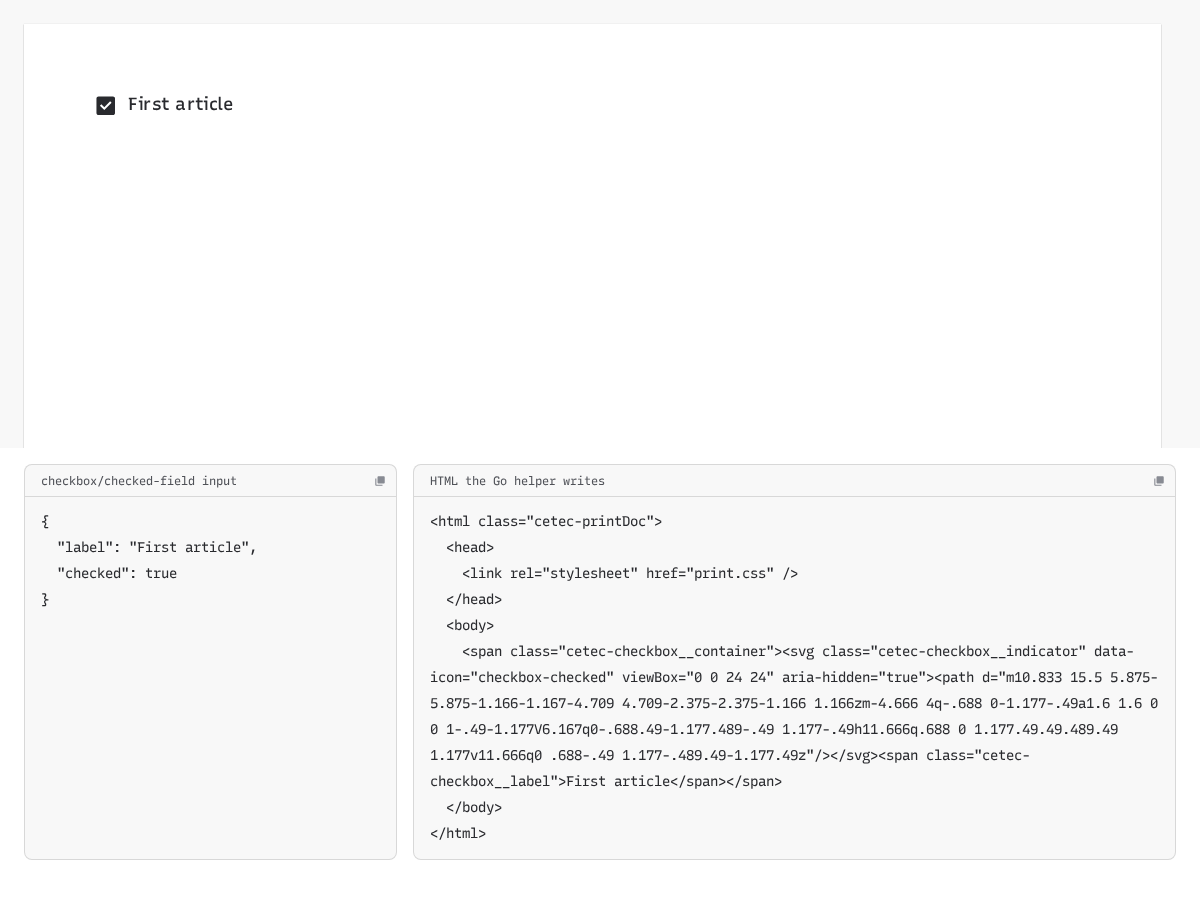 First article
checkbox/checked-field input
{
  "label": "First article",
  "checked": true
}
HTML the Go helper writes
<html class="cetec-printDoc">
  <head>
    <link rel="stylesheet" href="print.css" />
  </head>
  <body>
    <span class="cetec-checkbox__container"><svg class="cetec-checkbox__indicator" data-
icon="checkbox-checked" viewBox="0 0 24 24" aria-hidden="true"><path d="m10.833 15.5 5.875-
5.875-1.166-1.167-4.709 4.709-2.375-2.375-1.166 1.166zm-4.666 4q-.688 0-1.177-.49a1.6 1.6 0
0 1-.49-1.177V6.167q0-.688.49-1.177.489-.49 1.177-.49h11.666q.688 0 1.177.49.49.489.49
1.177v11.666q0 .688-.49 1.177-.489.49-1.177.49z"/></svg><span class="cetec-
checkbox__label">First article</span></span>
  </body>
</html>